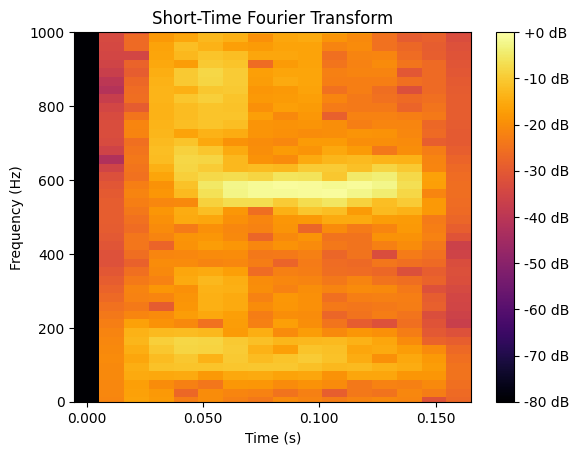 Short-Time Fourier Transform
1000
800
600
400
200
0
Frequency (Hz)
0.000
0.050
0.100
0.150
Time (s)
+0 dB
-10 dB
-20 dB
-30 dB
-40 dB
-50 dB
-60 dB
-70 dB
-80 dB